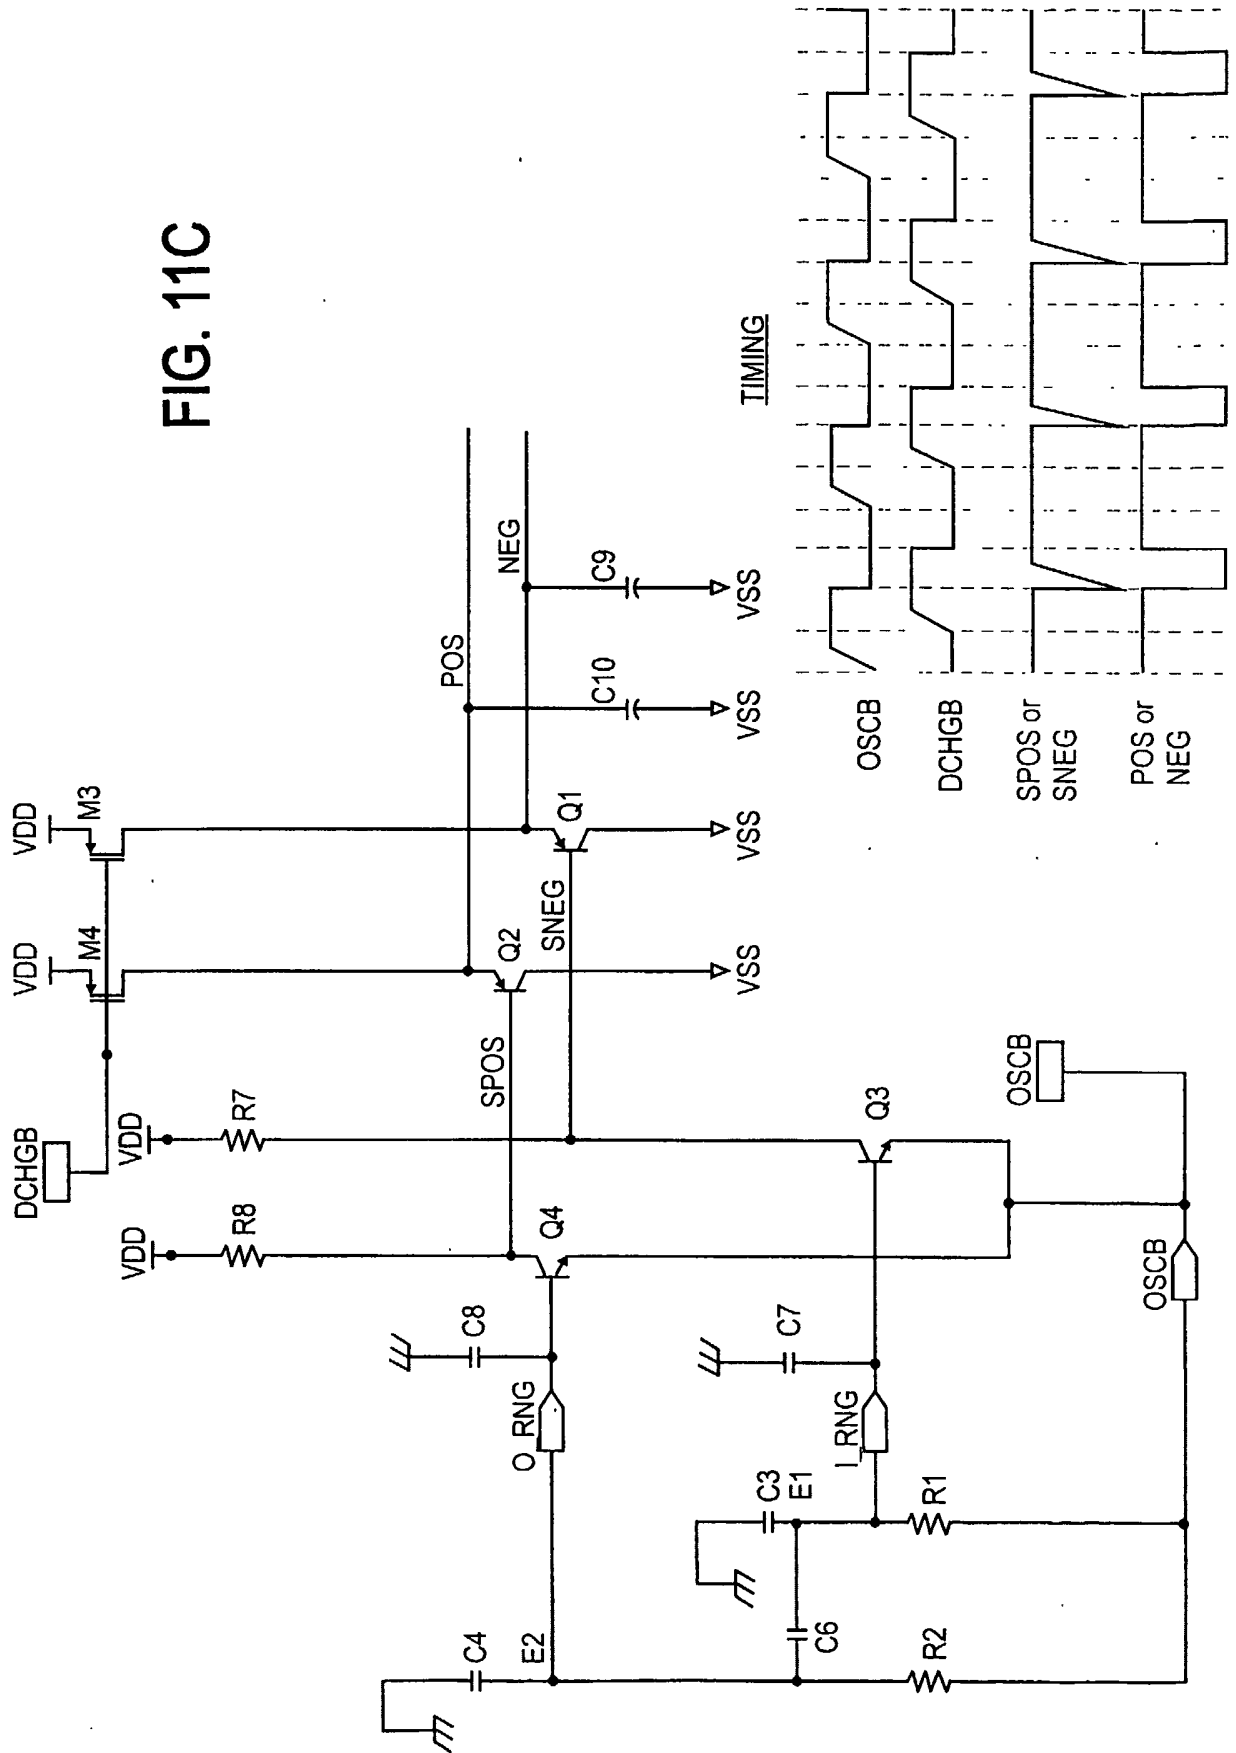 FIG. 11C
DCHGB
VDD
VDD
VDD
VDD
M4
M3
R8
R7
POS
NEG
C10
C9
VSS
VSS
SPOS
Q2
SNEG
Q1
VSS
VSS
C8
Q4
O_RNG
C7
Q3
I_RNG
C4
E2
C3
E1
C6
R2
R1
OSCB
OSCB
TIMING
OSCB
DCHGB
SPOS or
SNEG
POS or
NEG